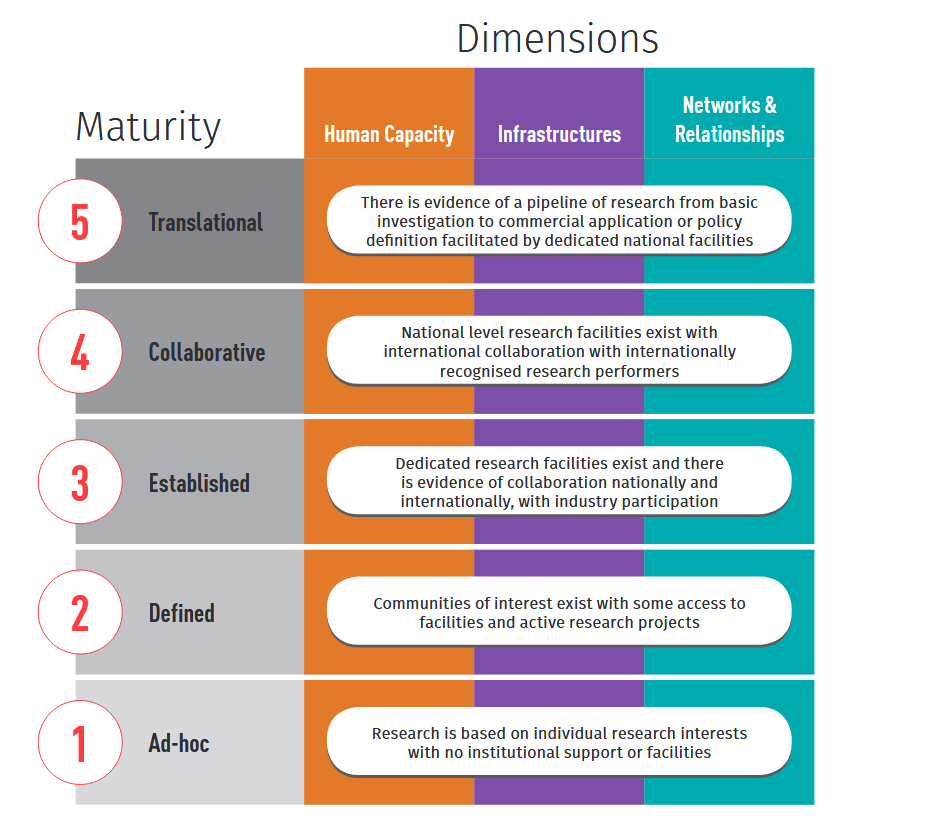 Dimensions
Maturity
Human Capacity
Infrastructures
Networks &
Relationships
5
Translational
There is evidence of a pipeline of research from basic
investigation to commercial application or policy
definition facilitated by dedicated national facilities
4
Collaborative
National level research facilities exist with
international collaboration with internationally
recognised research performers
3
Established
Dedicated research facilities exist and there
is evidence of collaboration nationally and
internationally, with industry participation
2
Defined
Communities of interest exist with some access to
facilities and active research projects
1
Ad-hoc
Research is based on individual research interests
with no institutional support or facilities